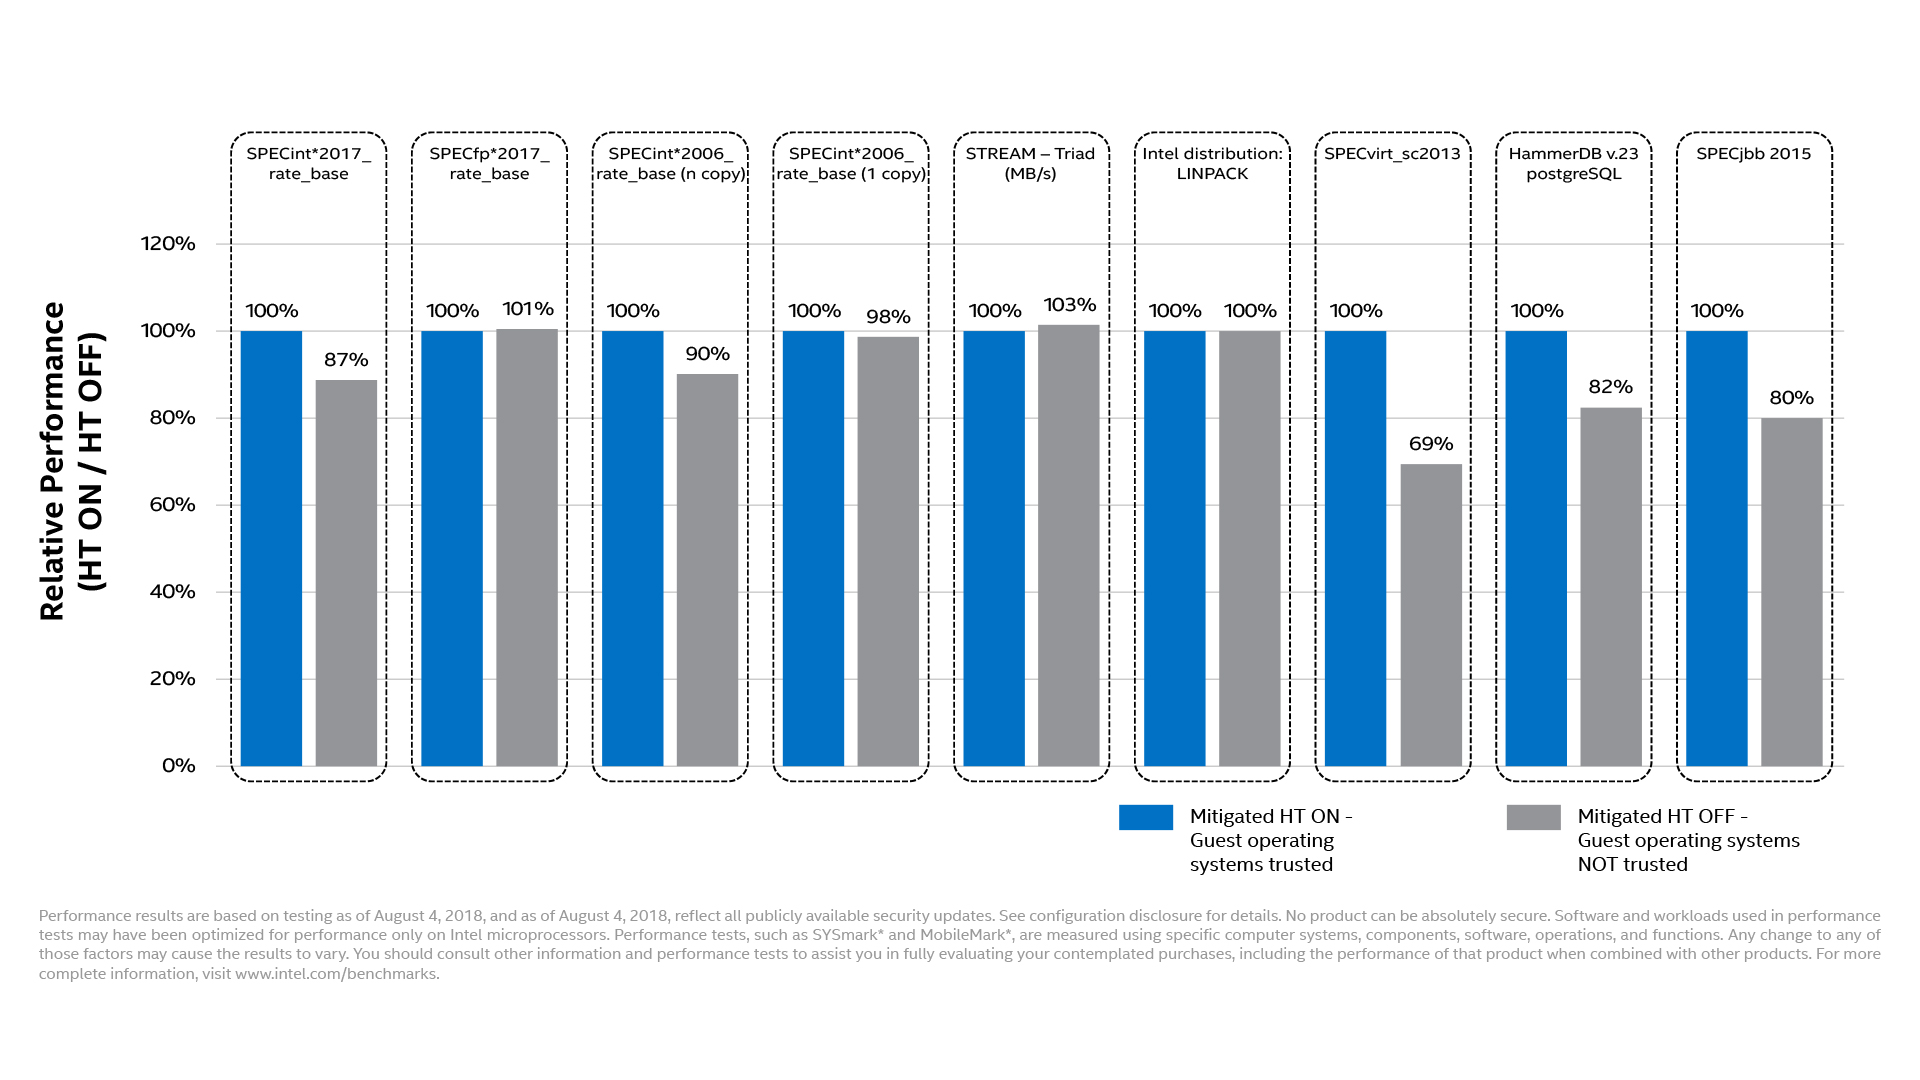 SPECint*2017_
rate_base
SPECfp*2017_
rate_base
SPECint*2006_
rate_base (n copy)
SPECint*2006_
rate_base (1 copy)
STREAM – Triad
(MB/s)
Intel distribution:
LINPACK
SPECvirt_sc2013
HammerDB v.23
postgreSQL
SPECjbb 2015
Relative Performance
(HT ON / HT OFF)
120%
100%
80%
60%
40%
20%
0%
100%
87%
100%
101%
100%
90%
100%
98%
100%
103%
100%
100%
100%
69%
100%
82%
100%
80%
Mitigated HT ON -
Guest operating
systems trusted
Mitigated HT OFF -
Guest operating systems
NOT trusted
Performance results are based on testing as of August 4, 2018, and as of August 4, 2018, reflect all publicly available security updates. See configuration disclosure for details. No product can be absolutely secure. Software and workloads used in performance
tests may have been optimized for performance only on Intel microprocessors. Performance tests, such as SYSmark* and MobileMark*, are measured using specific computer systems, components, software, operations, and functions. Any change to any of
those factors may cause the results to vary. You should consult other information and performance tests to assist you in fully evaluating your contemplated purchases, including the performance of that product when combined with other products. For more
complete information, visit www.intel.com/benchmarks.